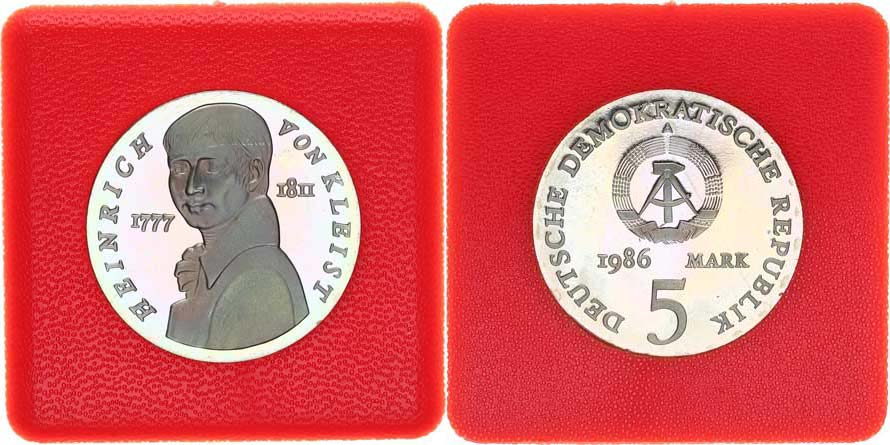 HEINRICH VON KLEIST
1777 1811
DEUTSCHE DEMOKRATISCHE REPUBLIK
A
1986 MARK
5